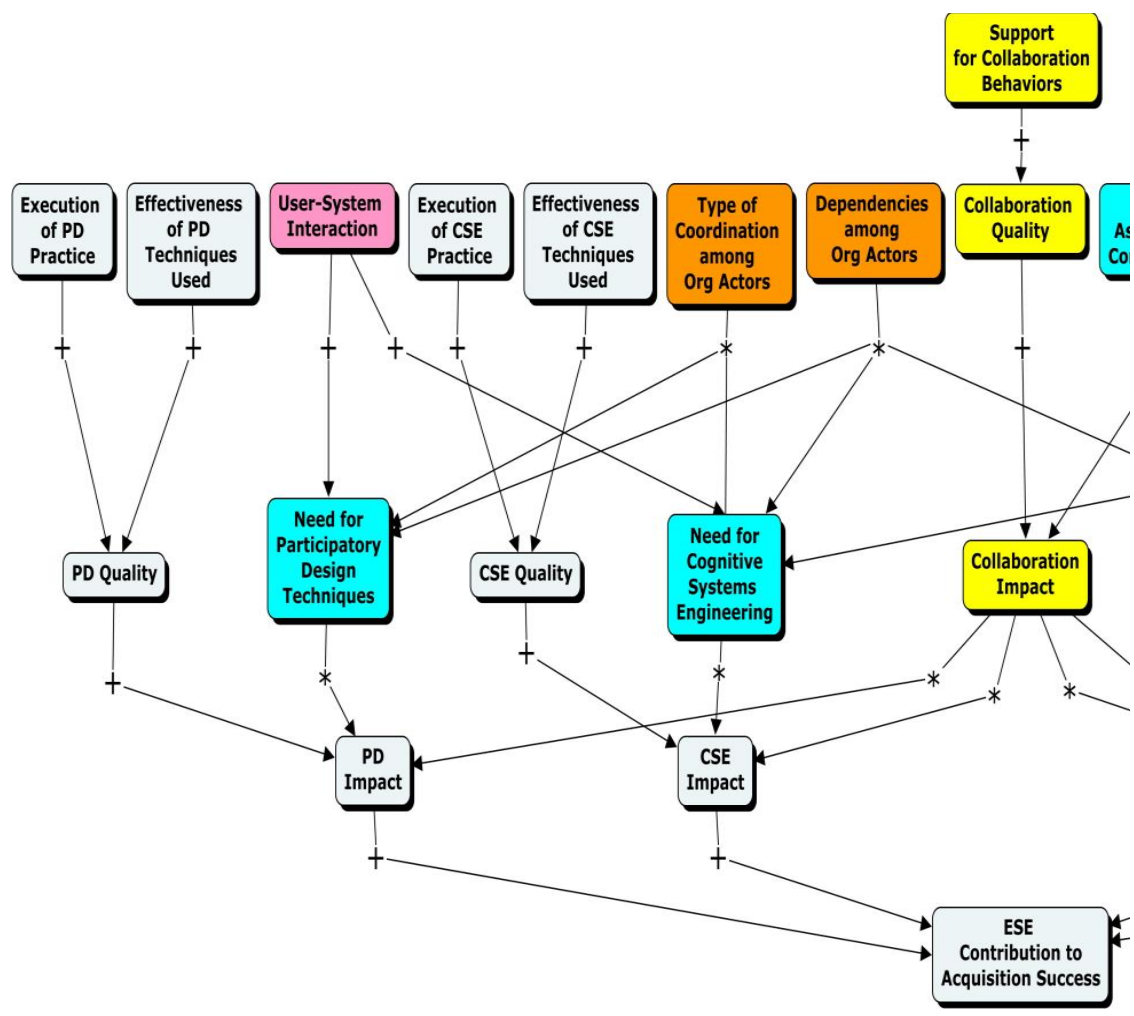 Support
for Collaboration
Behaviors
Execution
of PD
Practice
Effectiveness
of PD
Techniques
Used
User-System
Interaction
Execution
of CSE
Practice
Effectiveness
of CSE
Techniques
Used
Type of
Coordination
among
Org Actors
Dependencies
among
Org Actors
Collaboration
Quality
+
+
+
+
+
+
+
*
*
+
Need for
Participatory
Design
Techniques
Need for
Cognitive
Systems
Engineering
PD Quality
CSE Quality
Collaboration
Impact
+
*
+
*
*
*
*
PD
Impact
CSE
Impact
+
+
ESE
Contribution to
Acquisition Success